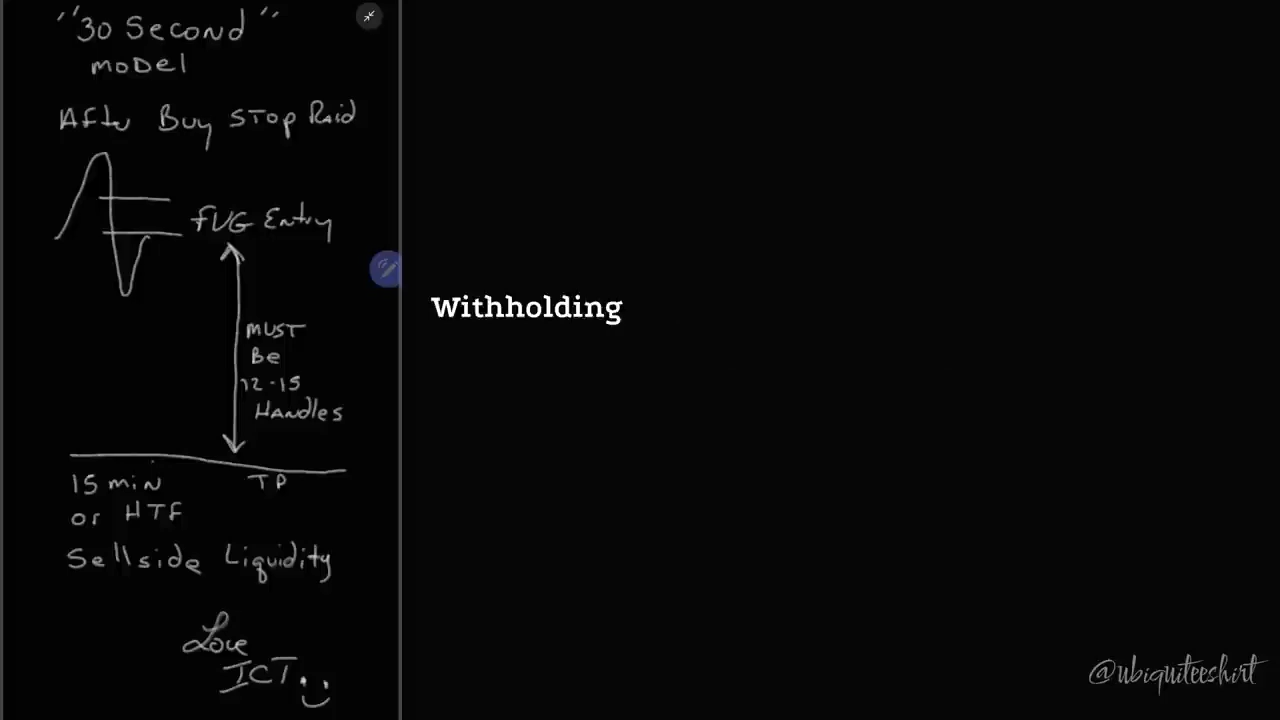 "30 Second"
model
After Buy Stop Raid
FVG Entry
MUST
Be
12-15
HANdles
15 min
or HTF
TP
Sellside Liquidity
Love
ICT
Withholding
@ubiquiteeshirt